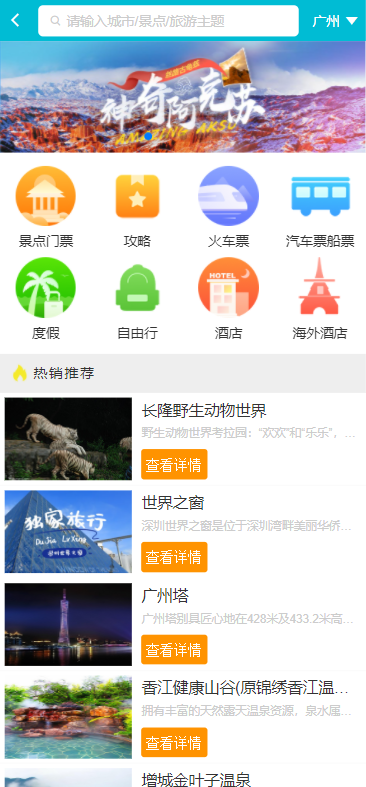 请输入城市/景点/旅游主题
广州
神奇阿克苏
AMAZING AKSU
景点门票
攻略
火车票
汽车票船票
HOTEL
度假
自由行
酒店
海外酒店
热销推荐
长隆野生动物世界
野生动物世界考拉园：“欢欢”和“乐乐”，...
查看详情
独家旅行
DuJia LvXing
世界之窗
深圳世界之窗是位于深圳湾畔美丽华侨...
查看详情
广州塔
广州塔别具匠心地在428米及433.2米高...
查看详情
香江健康山谷(原锦绣香江温...
拥有丰富的天然露天温泉资源，泉水属...
查看详情
增城金叶子温泉